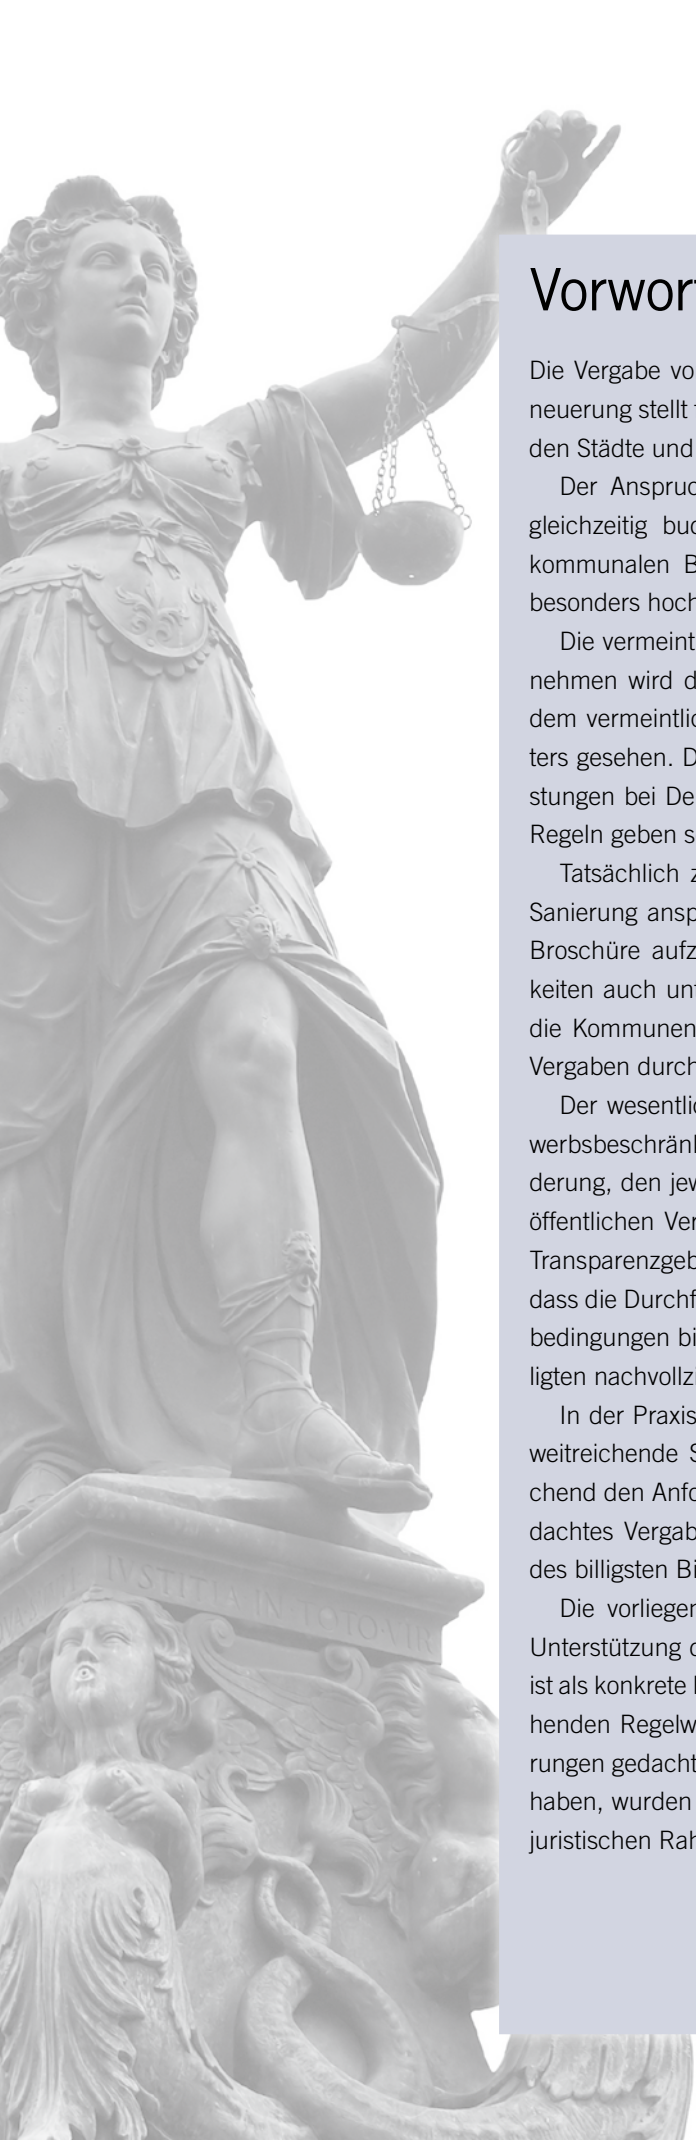 Vorwort
Die Vergabe vo
neuerung stellt
den Städte und
Der Anspruc
gleichzeitig bud
kommunalen B
besonders hoch
Die vermeint
nehmen wird d
dem vermeintlic
ters gesehen. D
stungen bei De
Regeln geben s
Tatsächlich z
Sanierung ansp
Broschüre aufz
keiten auch unt
die Kommunen
Vergaben durch
Der wesentlic
werbsbeschränk
derung, den jew
öffentlichen Ver
Transparenzgeb
dass die Durchf
bedingungen bi
ligten nachvollzi
In der Praxis
weitreichende S
chend den Anfo
dachtes Vergab
des billigsten Bi
Die vorliegen
Unterstützung d
ist als konkrete
henden Regelw
rungen gedacht
haben, wurden
juristischen Rah
IVSTITIA IN TOTO VIR